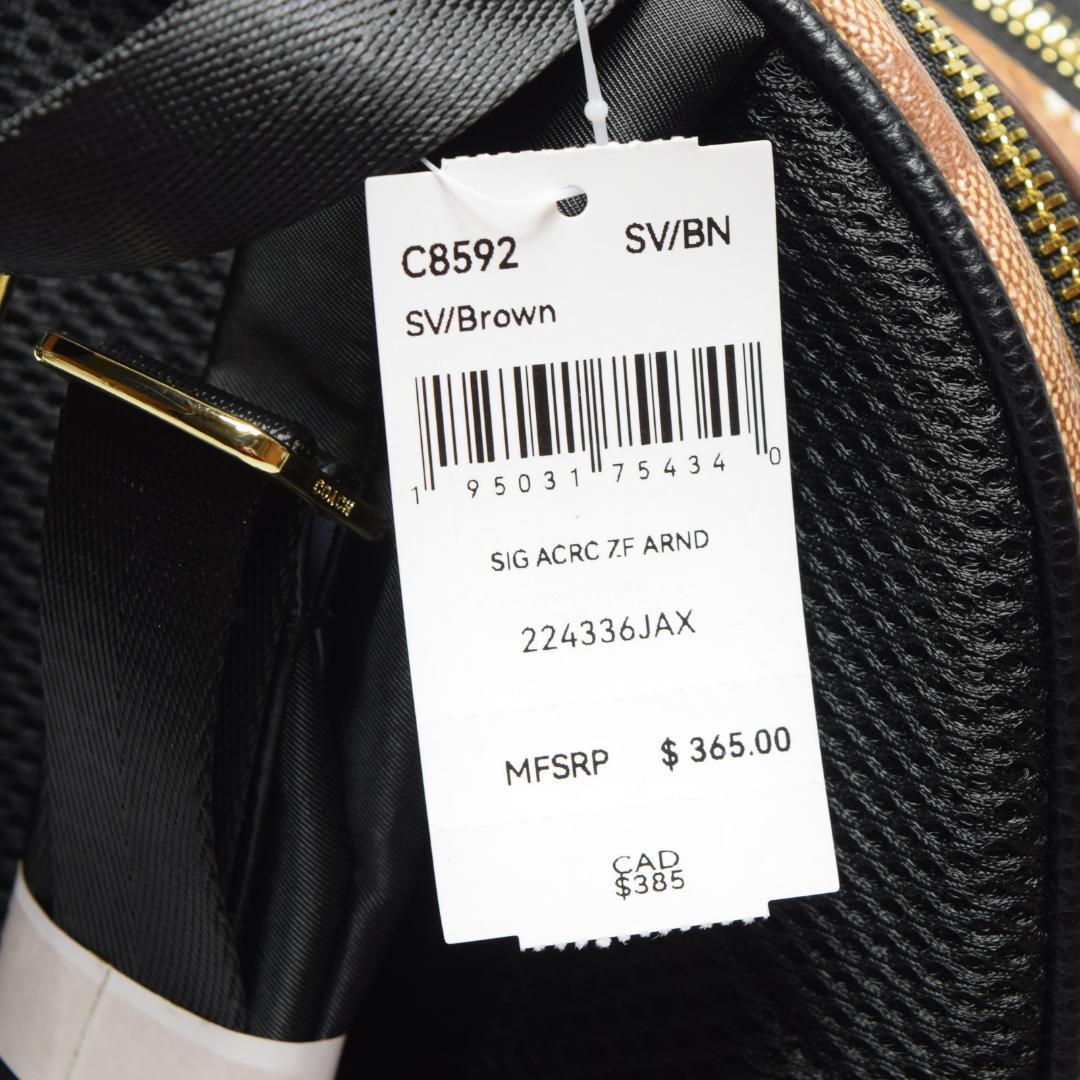 C8592 SV/BN
SV/Brown
1 95031 75434 0
SIG ACRC ZF ARND
224336JAX
MFSRP $ 365.00
CAD
$385
COACH